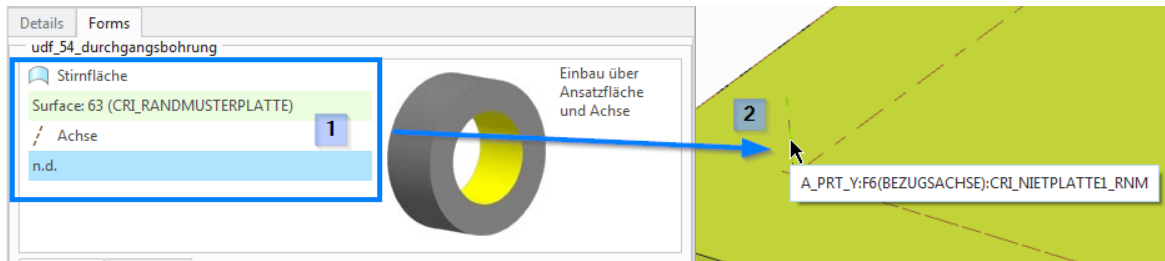 Details Forms
udf_54_durchgangsbohrung
Stirnfläche
Surface: 63 (CRI_RANDMUSTERPLATTE)
Achse
n.d.
1
Einbau über
Ansatzfläche
und Achse
2
A_PRT_Y:F6(BEZUGSACHSE):CRI_NIETPLATTE1_RNM